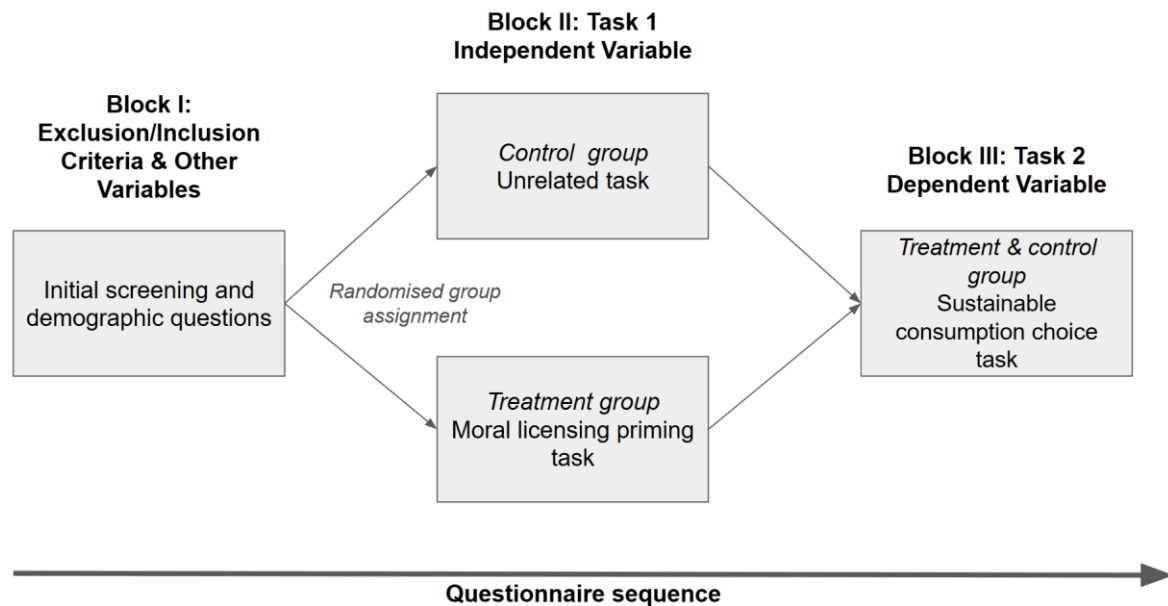 Block I:
Exclusion/Inclusion
Criteria & Other
Variables
Initial screening and
demographic questions
Randomised group
assignment
Block II: Task 1
Independent Variable
Control group
Unrelated task
Treatment group
Moral licensing priming
task
Block III: Task 2
Dependent Variable
Treatment & control
group
Sustainable
consumption choice
task
Questionnaire sequence